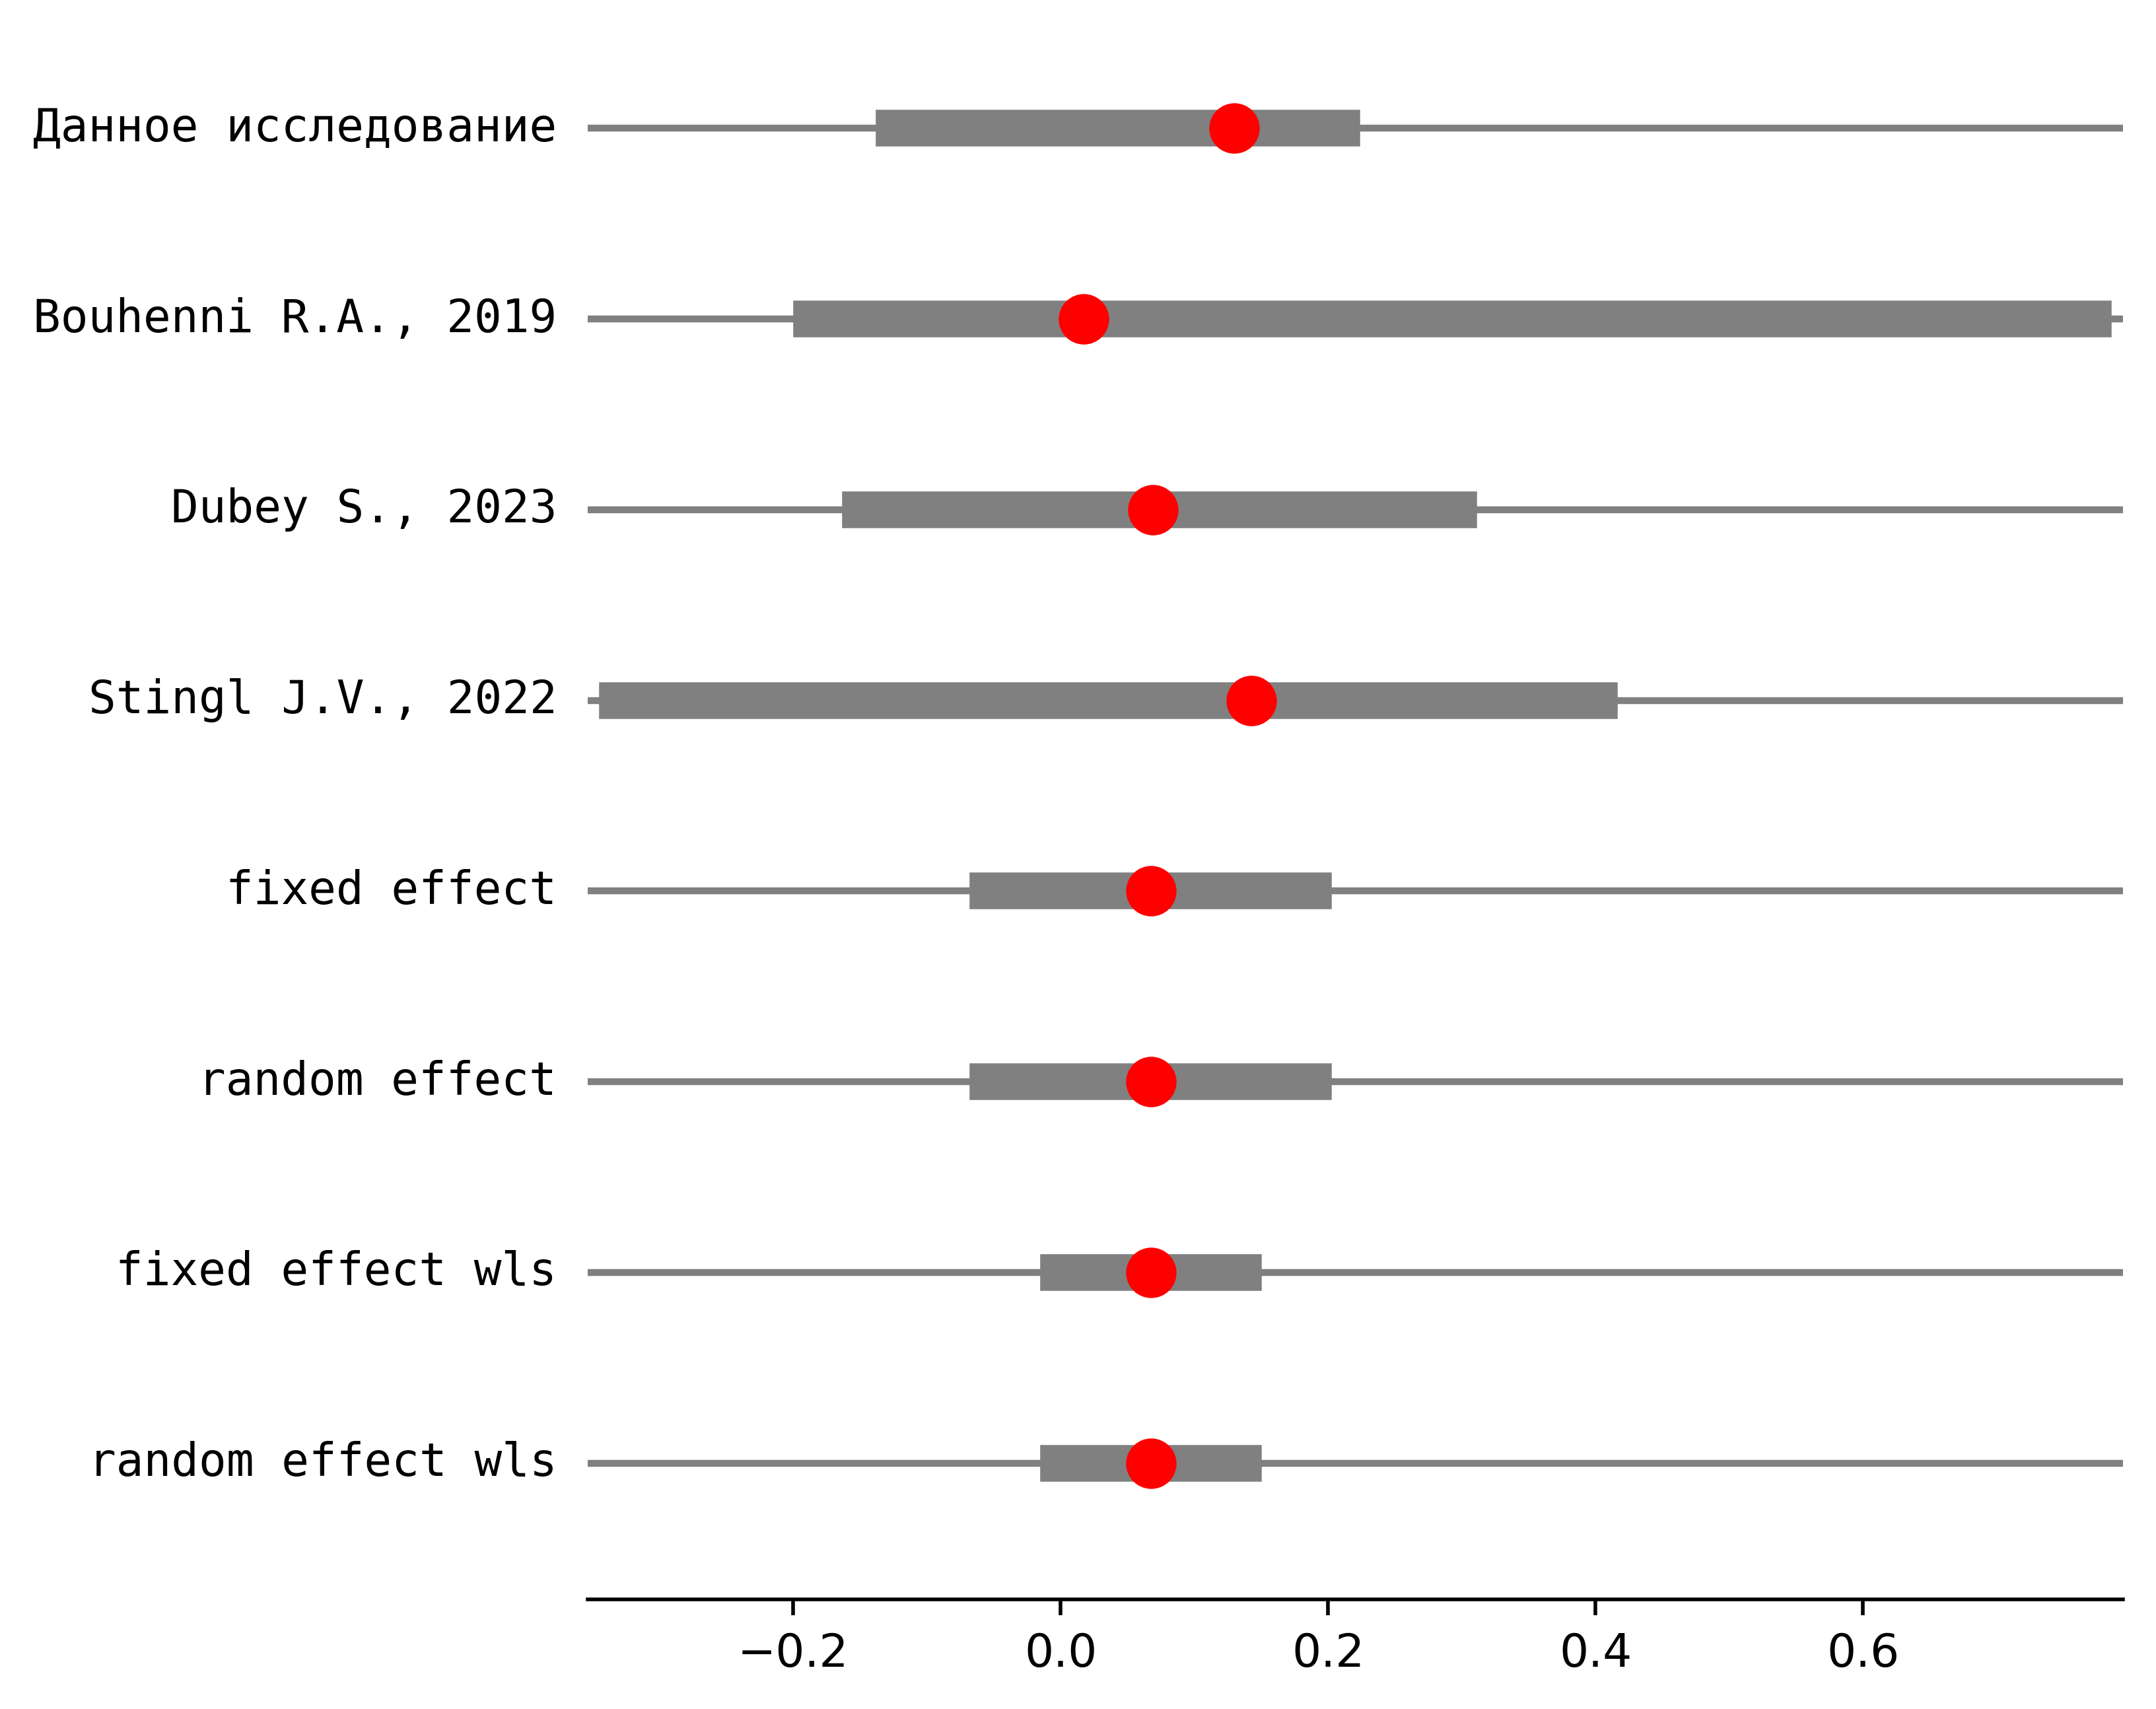 Данное исследование
Bouhenni R.A., 2019
Dubey S., 2023
Stingl J.V., 2022
fixed effect
random effect
fixed effect wls
random effect wls
−0.2 0.0 0.2 0.4 0.6